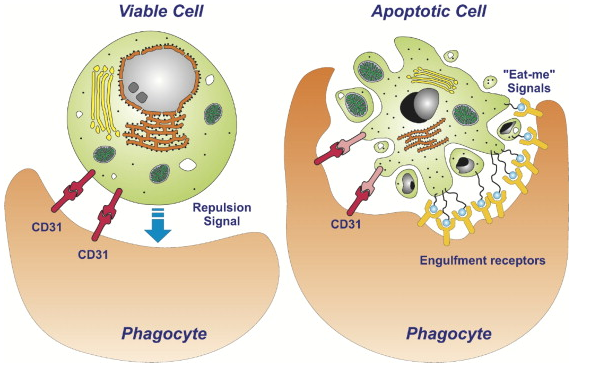 Viable Cell
Repulsion
Signal
CD31
CD31
Phagocyte
Apoptotic Cell
"Eat-me"
Signals
CD31
Engulfment receptors
Phagocyte